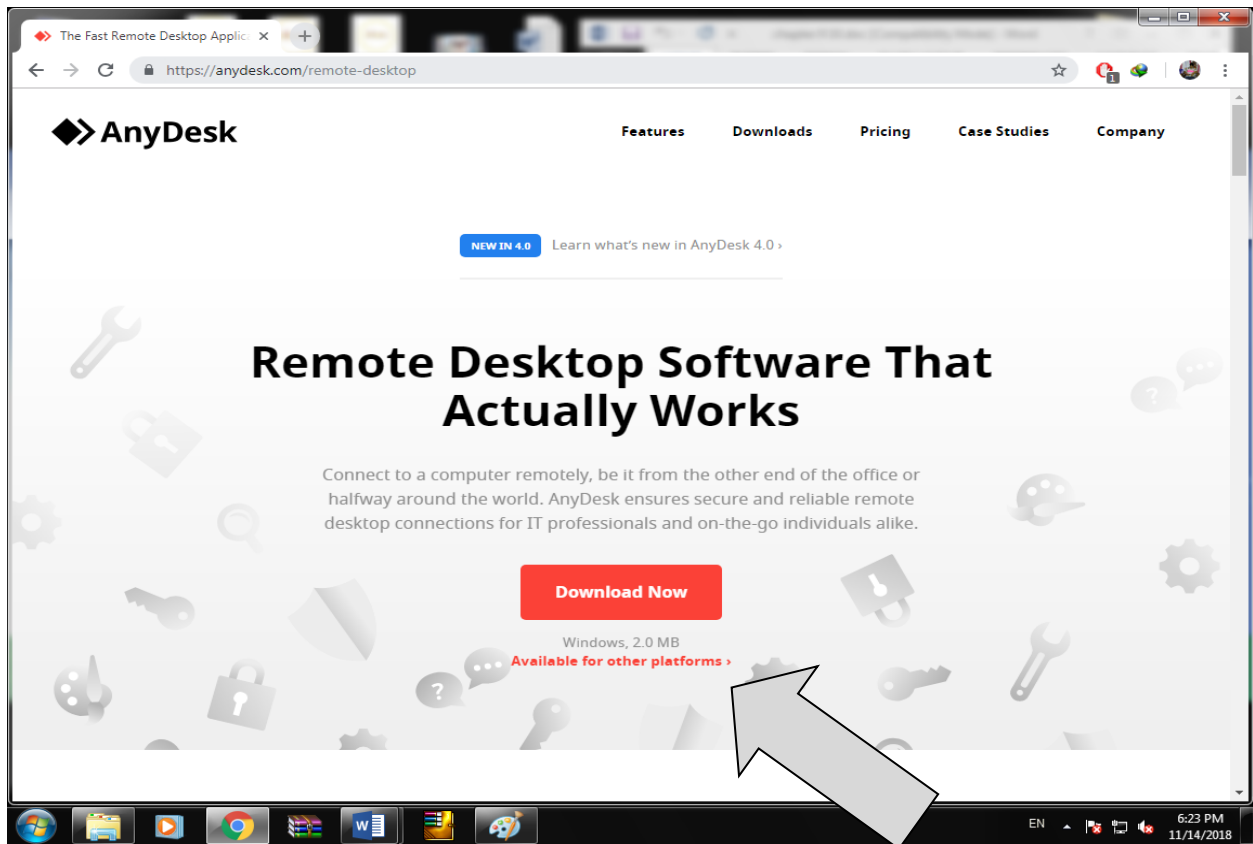 The Fast Remote Desktop Applic
https://anydesk.com/remote-desktop
1
AnyDesk
Features
Downloads
Pricing
Case Studies
Company
NEW IN 4.0
Learn what's new in AnyDesk 4.0 ›
Remote Desktop Software That
Actually Works
Connect to a computer remotely, be it from the other end of the office or
halfway around the world. AnyDesk ensures secure and reliable remote
desktop connections for IT professionals and on-the-go individuals alike.
Download Now
Windows, 2.0 MB
Available for other platforms ›
EN
6:23 PM
11/14/2018